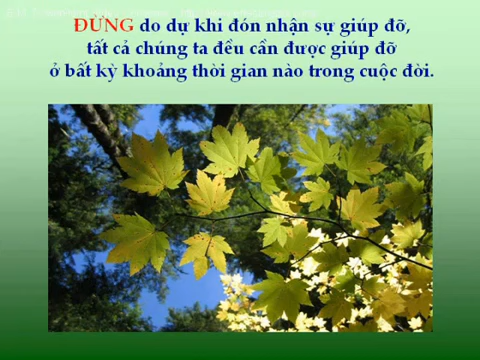 ĐỪNG do dự khi đón nhận sự giúp đỡ,
tất cả chúng ta đều cần được giúp đỡ
ở bất kỳ khoảng thời gian nào trong cuộc đời.